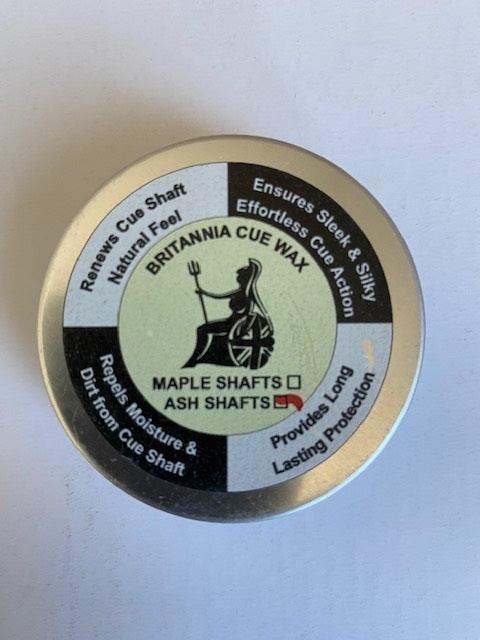 Renews Cue Shaft
Natural Feel
Ensures Sleek & Silky
Effortless Cue Action
BRITANNIA CUE WAX
MAPLE SHAFTS
ASH SHAFTS
Repels Moisture &
Dirt from Cue Shaft
Provides Long
Lasting Protection